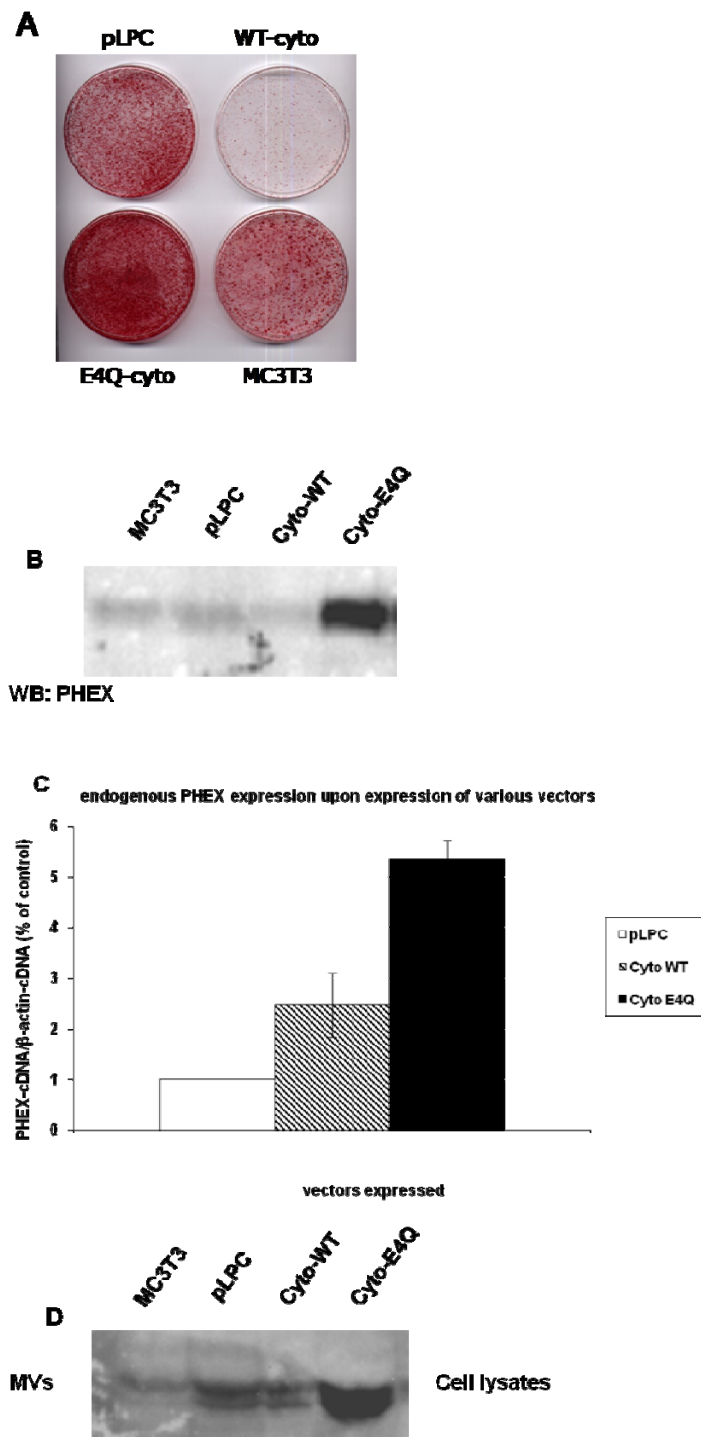 A
pLPC WT-cyto
E4Q-cyto MC3T3
MC3T3 pLPC Cyto-WT Cyto-E4Q
B
WB: PHEX
C
endogenous PHEX expression upon expression of various vectors
6
5
4
3
2
1
0
PHEX-cDNA/β-actin-cDNA (% of control)
pLPC
Cyto WT
Cyto E4Q
vectors expressed
MC3T3 pLPC Cyto-WT Cyto-E4Q
D
MVs Cell lysates